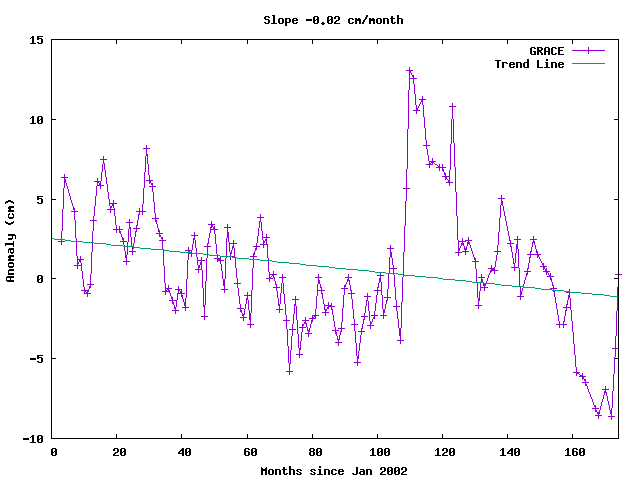 Slope -0.02 cm/month
GRACE
Trend Line
15
10
5
0
-5
-10
Anomaly (cm)
0 20 40 60 80 100 120 140 160
Months since Jan 2002